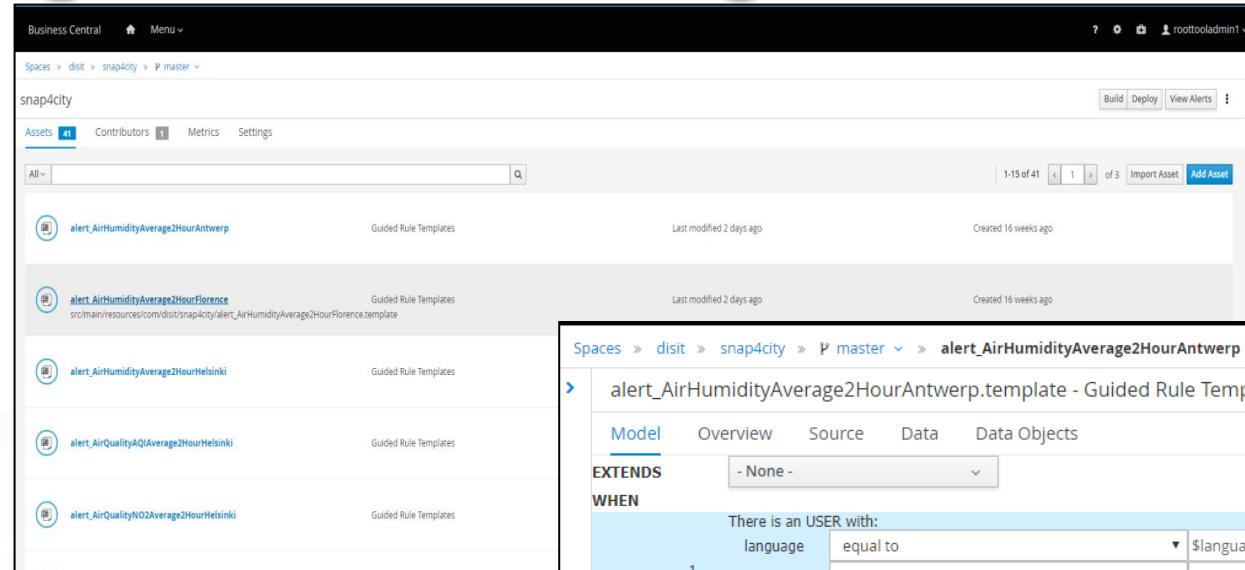 Business Central Menu ? roottooladmin1
Spaces » disit » snap4city » master
snap4city Build Deploy View Alerts
Assets 41 Contributors 1 Metrics Settings
All 1-15 of 41 < 1 > of 3 Import Asset Add Asset
alert_AirHumidityAverage2HourAntwerp Guided Rule Templates Last modified 2 days ago Created 16 weeks ago
alert_AirHumidityAverage2HourFlorence Guided Rule Templates Last modified 2 days ago Created 16 weeks ago
src/main/resources/com/disit/snap4city/alert_AirHumidityAverage2HourFlorence.template
alert_AirHumidityAverage2HourHelsinki Guided Rule Templates
alert_AirQualityAQIAverage2HourHelsinki Guided Rule Templates
alert_AirQualityNO2Average2HourHelsinki Guided Rule Templates
Spaces » disit » snap4city » master » alert_AirHumidityAverage2HourAntwerp
> alert_AirHumidityAverage2HourAntwerp.template - Guided Rule Temp
Model Overview Source Data Data Objects
EXTENDS - None -
WHEN
There is an USER with:
language equal to $langua
1